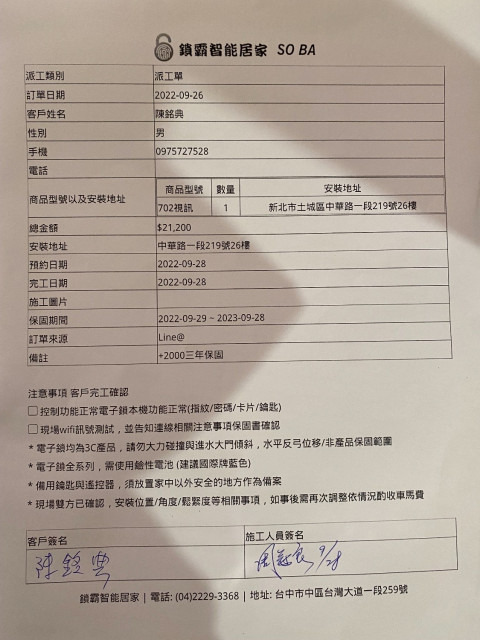 鎖霸智能居家 SO BA
派工類別 派工單
訂單日期 2022-09-26
客戶姓名 陳銘典
性別 男
手機 0975727528
電話
商品型號以及安裝地址 商品型號 數量 安裝地址
702視訊 1 新北市土城區中華路一段219號26樓
總金額 $21,200
安裝地址 中華路一段219號26樓
預約日期 2022-09-28
完工日期 2022-09-28
施工圖片
保固期間 2022-09-29 ~ 2023-09-28
訂單來源 Line@
備註 +2000三年保固
注意事項 客戶完工確認
□控制功能正常電子鎖本機功能正常(指紋/密碼/卡片/鑰匙)
□現場wifi訊號測試，並告知連線相關注意事項保固書確認
* 電子鎖均為3C產品，請勿大力碰撞與進水大門傾斜，水平反弓位移/非產品保固範圍
* 電子鎖全系列，需使用鹼性電池 (建議國際牌藍色)
* 備用鑰匙與遙控器，須放置家中以外安全的地方作為備案
* 現場雙方已確認，安裝位置/角度/鬆緊度等相關事項，如事後需再次調整依情況酌收車馬費
客戶簽名 施工人員簽名
陳銘典 9/28
鎖霸智能居家 | 電話: (04)2229-3368 | 地址: 台中市中區台灣大道一段259號